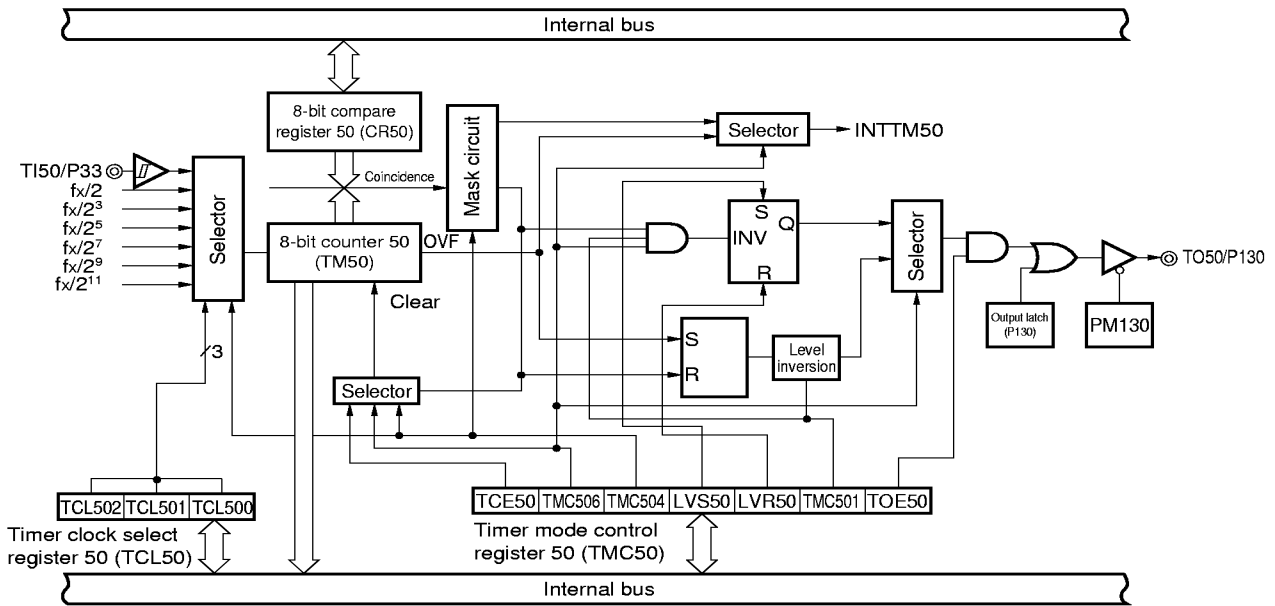 Internal bus
8-bit compare
register 50 (CR50)
Mask circuit
Selector
INTTM50
TI50/P33
fx/2
fx/2³
fx/2⁵
fx/2⁷
fx/2⁹
fx/2¹¹
Selector
Coincidence
8-bit counter 50
(TM50)
OVF
Clear
S
INV
Q
R
Selector
TO50/P130
Output latch
(P130)
PM130
S
R
Level
inversion
3
Selector
TCL502 TCL501 TCL500
Timer clock select
register 50 (TCL50)
TCE50 TMC506 TMC504 LVS50 LVR50 TMC501 TOE50
Timer mode control
register 50 (TMC50)
Internal bus